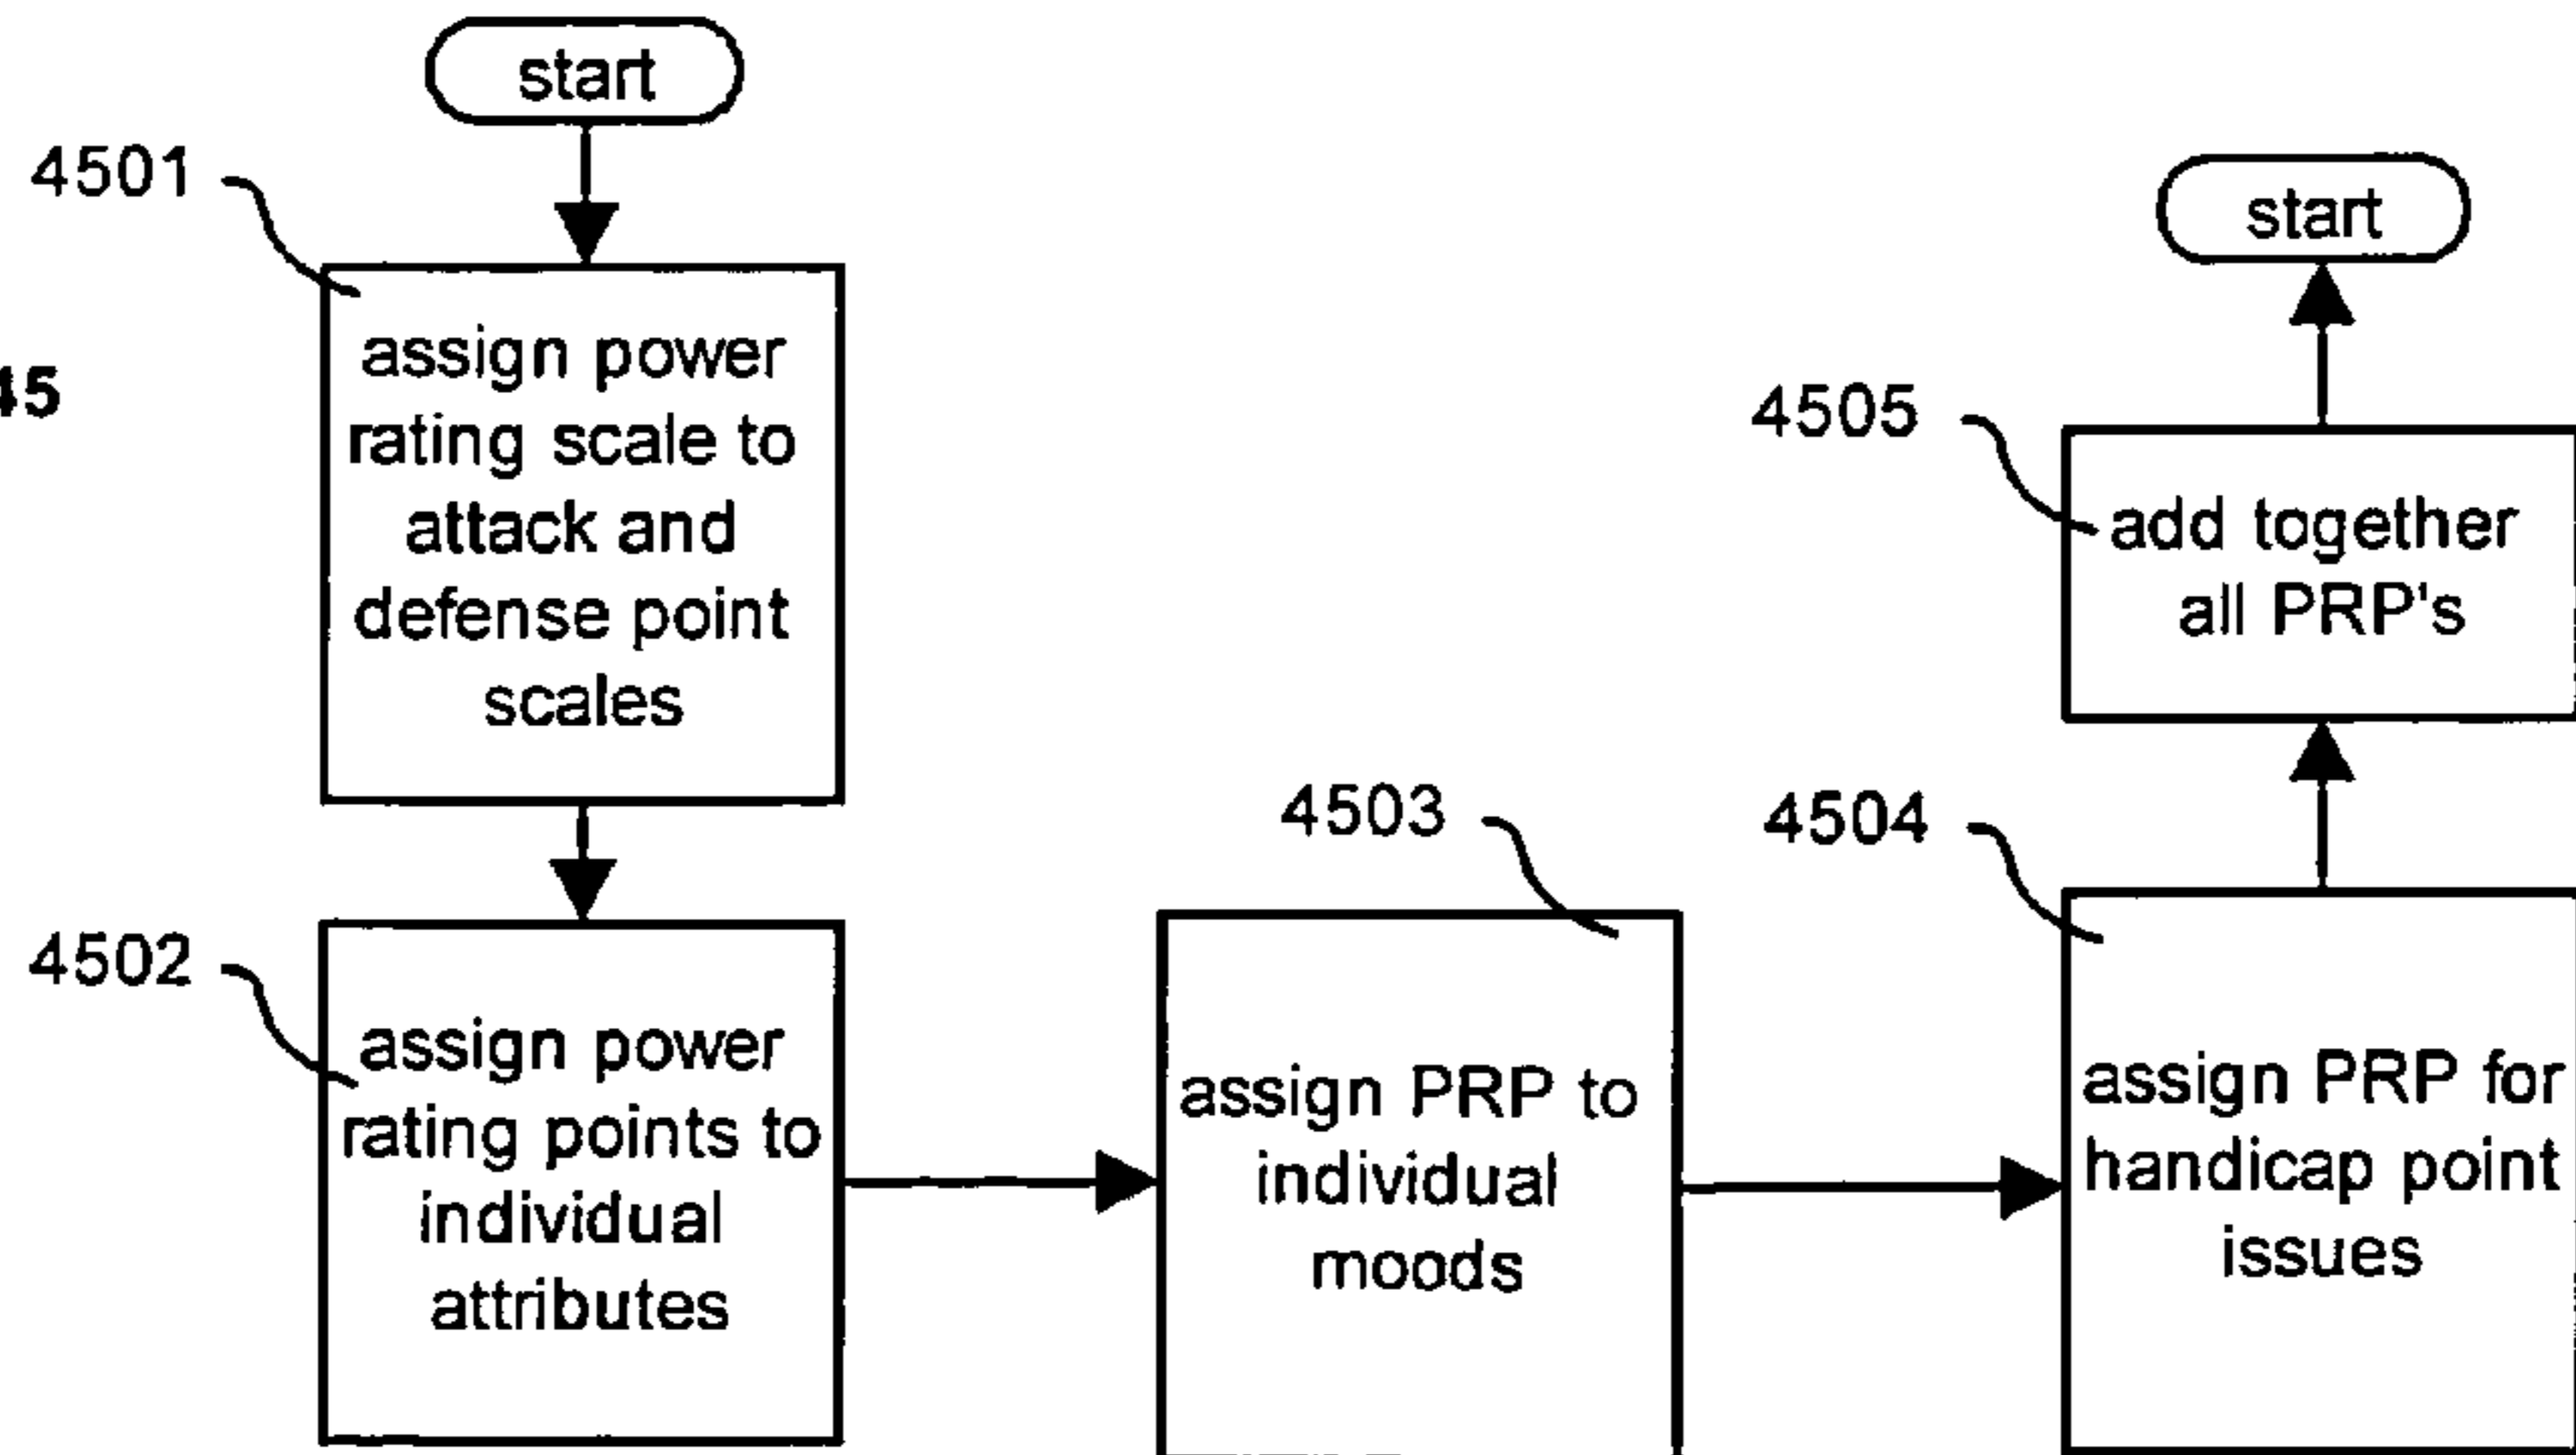 start
4501
assign power
rating scale to
attack and
defense point
scales
45
4502
assign power
rating points to
individual
attributes
4503
assign PRP to
individual
moods
4504
assign PRP for
handicap point
issues
4505
add together
all PRP's
start